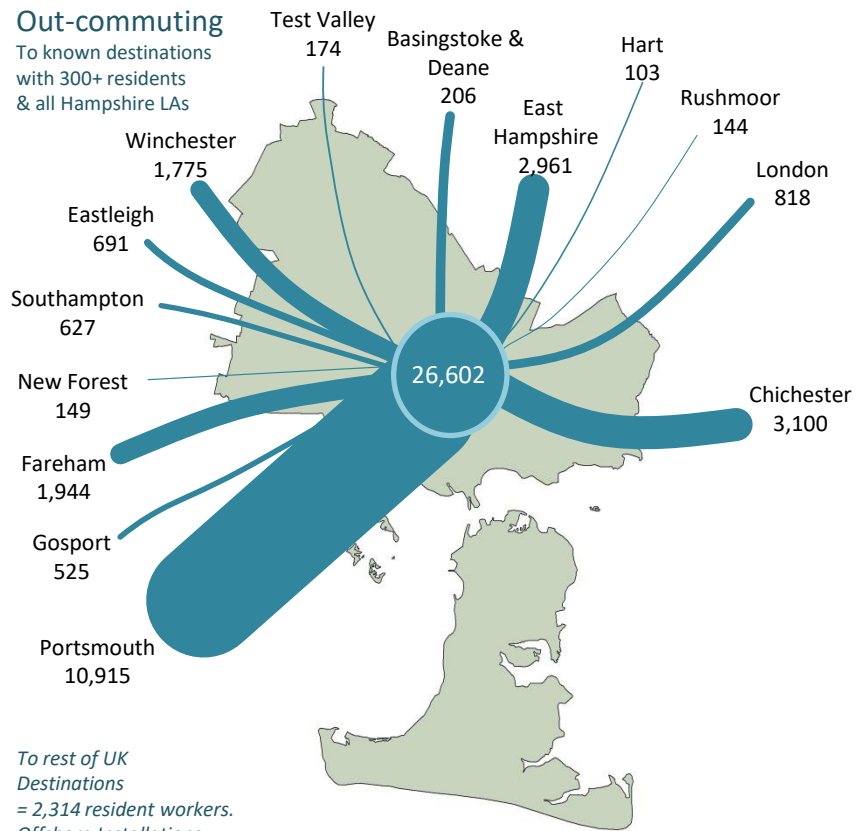 Out-commuting
To known destinations
with 300+ residents
& all Hampshire LAs
Test Valley
174
Basingstoke &
Deane
206
Hart
103
East
Hampshire
2,961
Rushmoor
144
Winchester
1,775
London
818
Eastleigh
691
Southampton
627
26,602
New Forest
149
Chichester
3,100
Fareham
1,944
Gosport
525
Portsmouth
10,915
To rest of UK
Destinations
= 2,314 resident workers.
Offshore Installations